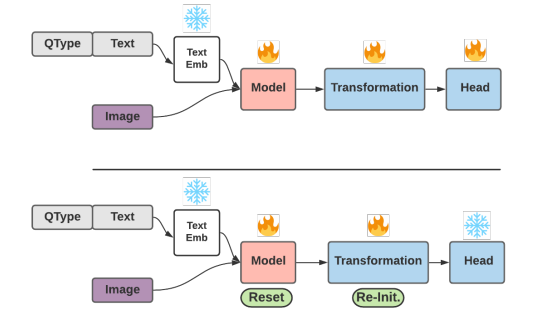 QType Text
Text
Emb
Model
Transformation
Head
Image
QType Text
Text
Emb
Model
Transformation
Head
Image
Reset
Re-Init.